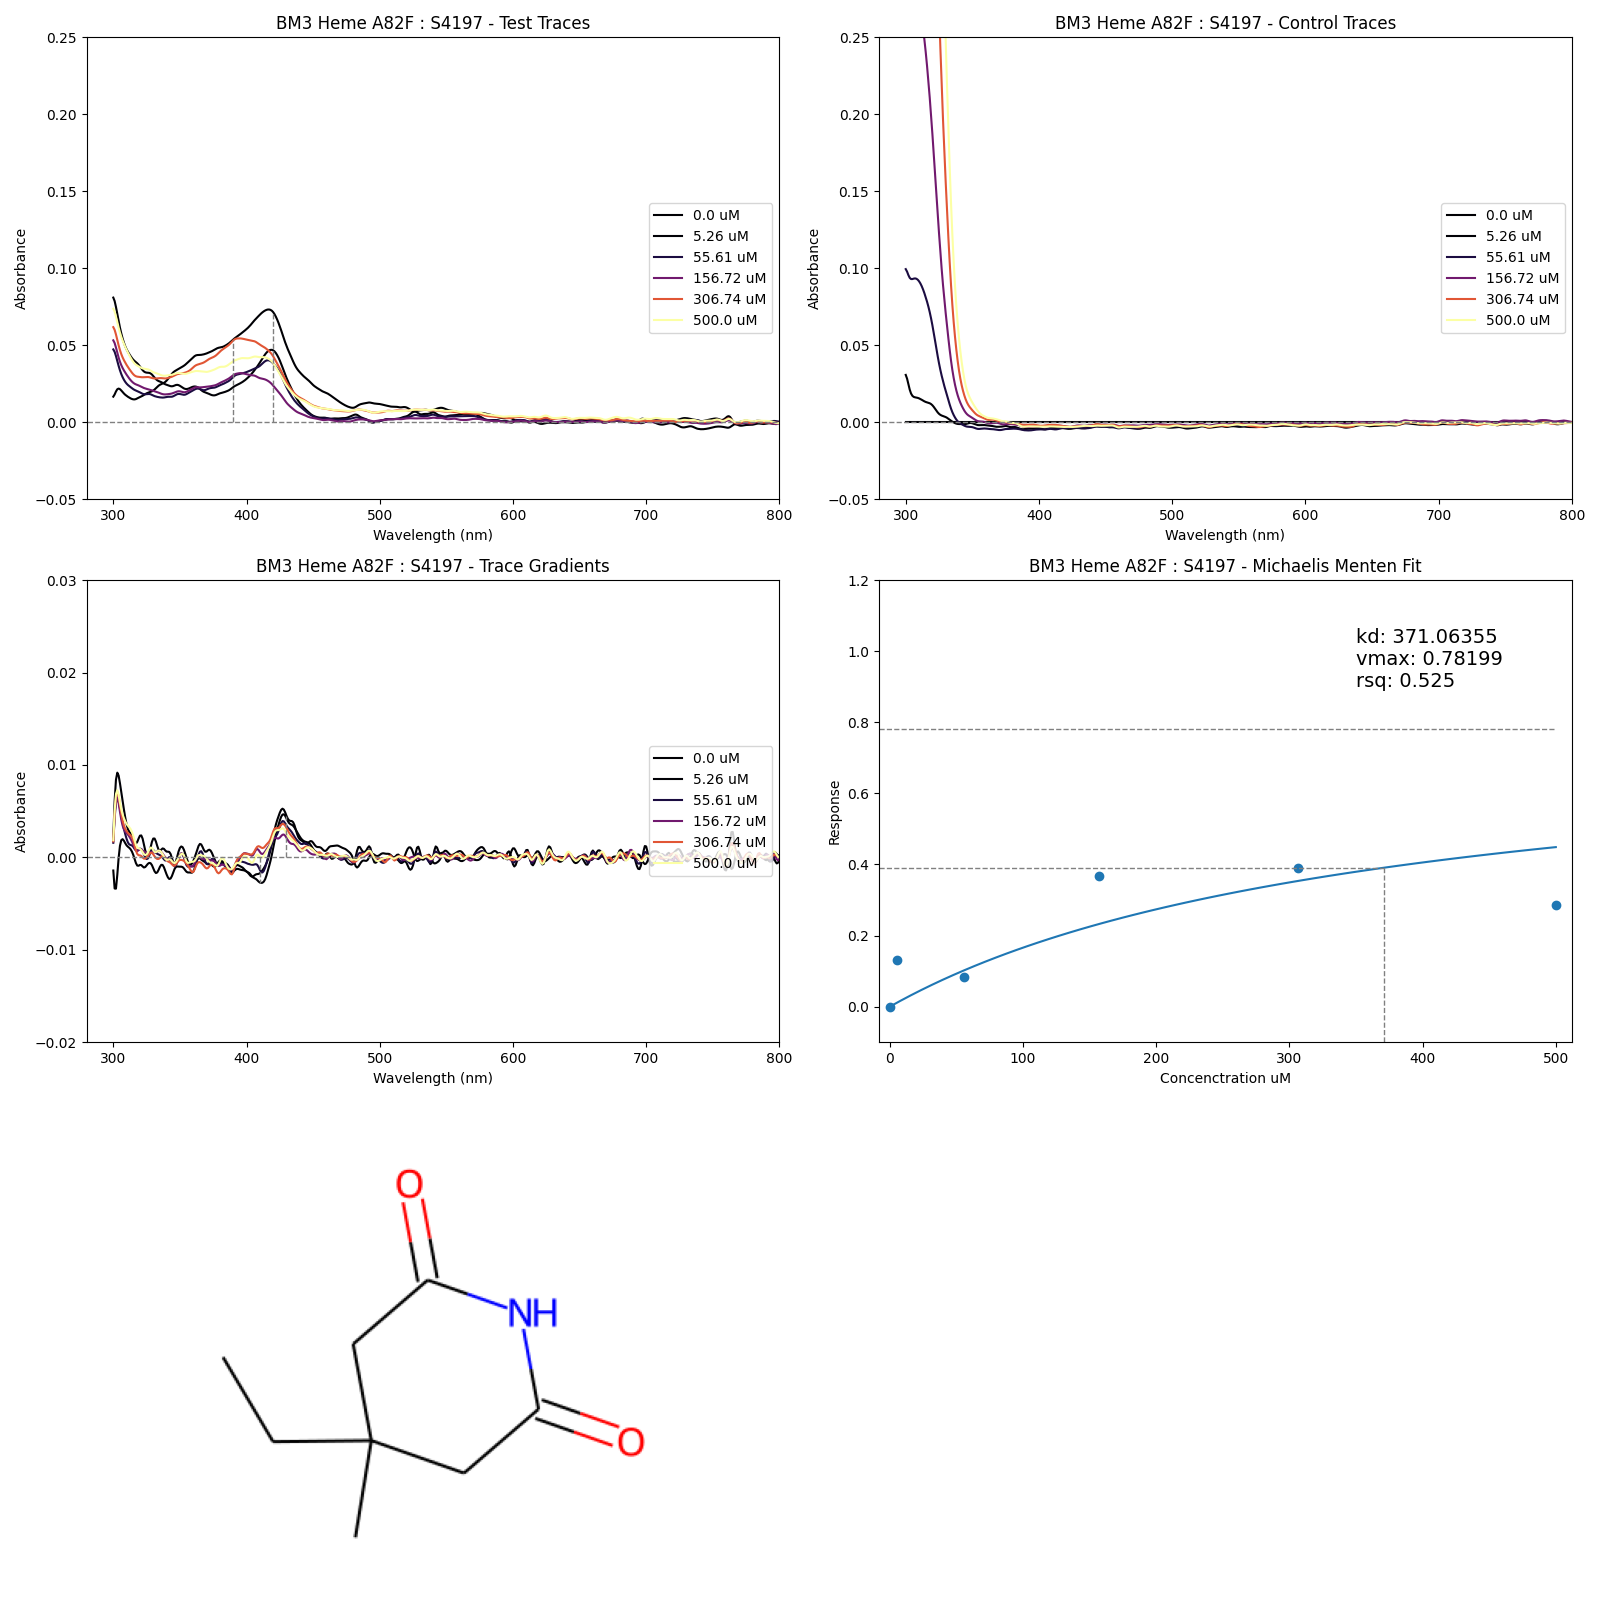 BM3 Heme A82F : S4197 - Test Traces
0.25
0.20
0.15
0.10
0.05
0.00
−0.05
Absorbance
0.0 uM
5.26 uM
55.61 uM
156.72 uM
306.74 uM
500.0 uM
300
400
500
600
700
800
Wavelength (nm)
BM3 Heme A82F : S4197 - Control Traces
0.25
0.20
0.15
0.10
0.05
0.00
−0.05
Absorbance
0.0 uM
5.26 uM
55.61 uM
156.72 uM
306.74 uM
500.0 uM
300
400
500
600
700
800
Wavelength (nm)
BM3 Heme A82F : S4197 - Trace Gradients
0.03
0.02
0.01
0.00
−0.01
−0.02
Absorbance
0.0 uM
5.26 uM
55.61 uM
156.72 uM
306.74 uM
500.0 uM
300
400
500
600
700
800
Wavelength (nm)
BM3 Heme A82F : S4197 - Michaelis Menten Fit
1.2
1.0
0.8
0.6
0.4
0.2
0.0
Response
kd: 371.06355
vmax: 0.78199
rsq: 0.525
0
100
200
300
400
500
Concenctration uM
O
NH
O